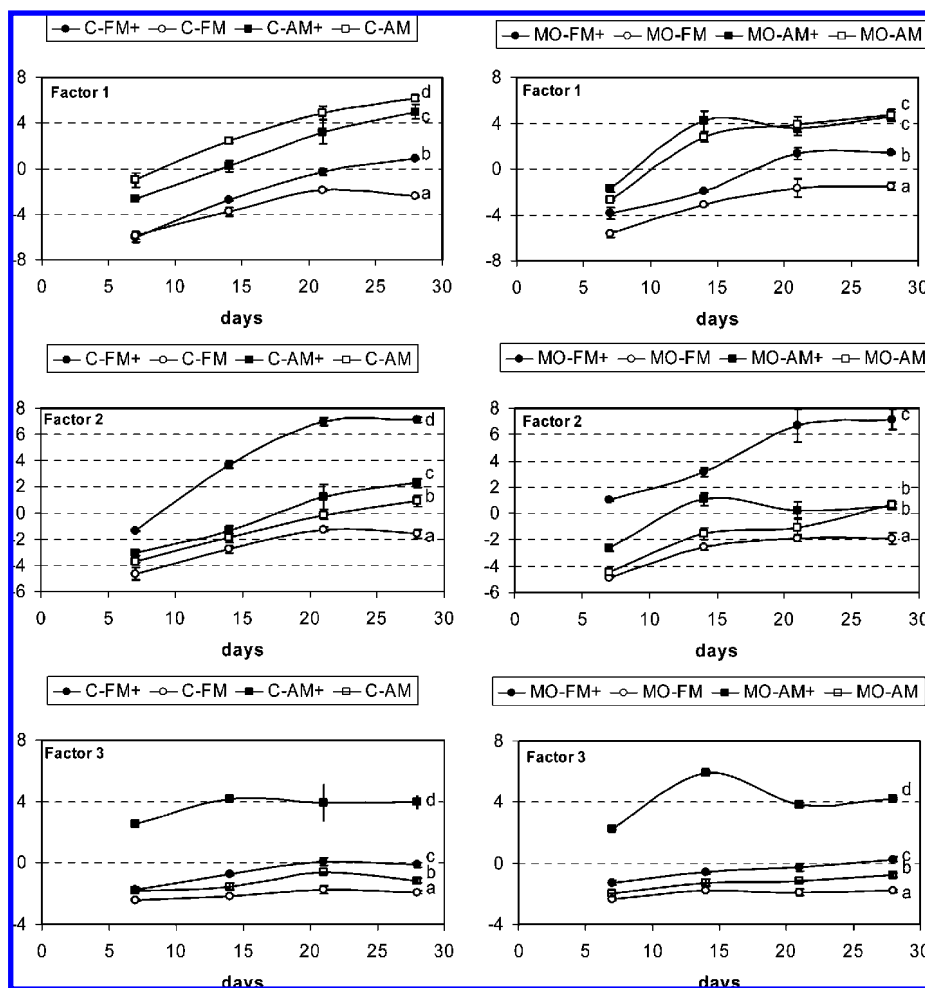 C-FM+ C-FM C-AM+ C-AM
8
4
0
-4
-8
Factor 1
d
c
b
a
0 5 10 15 20 25 30
days
MO-FM+ MO-FM MO-AM+ MO-AM
8
4
0
-4
-8
Factor 1
c
c
b
a
0 5 10 15 20 25 30
days
C-FM+ C-FM C-AM+ C-AM
8
6
4
2
0
-2
-4
-6
Factor 2
d
c
b
a
0 5 10 15 20 25 30
days
MO-FM+ MO-FM MO-AM+ MO-AM
8
6
4
2
0
-2
-4
-6
Factor 2
c
b
b
a
0 5 10 15 20 25 30
days
C-FM+ C-FM C-AM+ C-AM
8
4
0
-4
Factor 3
d
c
b
a
0 5 10 15 20 25 30
days
MO-FM+ MO-FM MO-AM+ MO-AM
8
4
0
-4
Factor 3
d
c
b
a
0 5 10 15 20 25 30
days